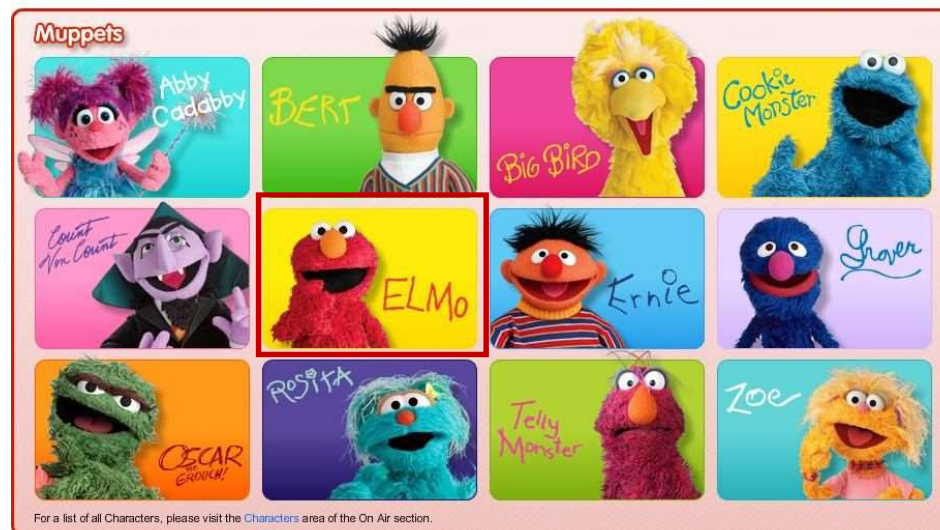 Muppets
Abby
Cadabby
BERT
BIG BIRD
Cookie
Monster
Count
Von Count
ELMO
Ernie
Grover
OSCAR
THE
GROUCH!
ROSITA
Telly
Monster
Zoe
For a list of all Characters, please visit the Characters area of the On Air section.